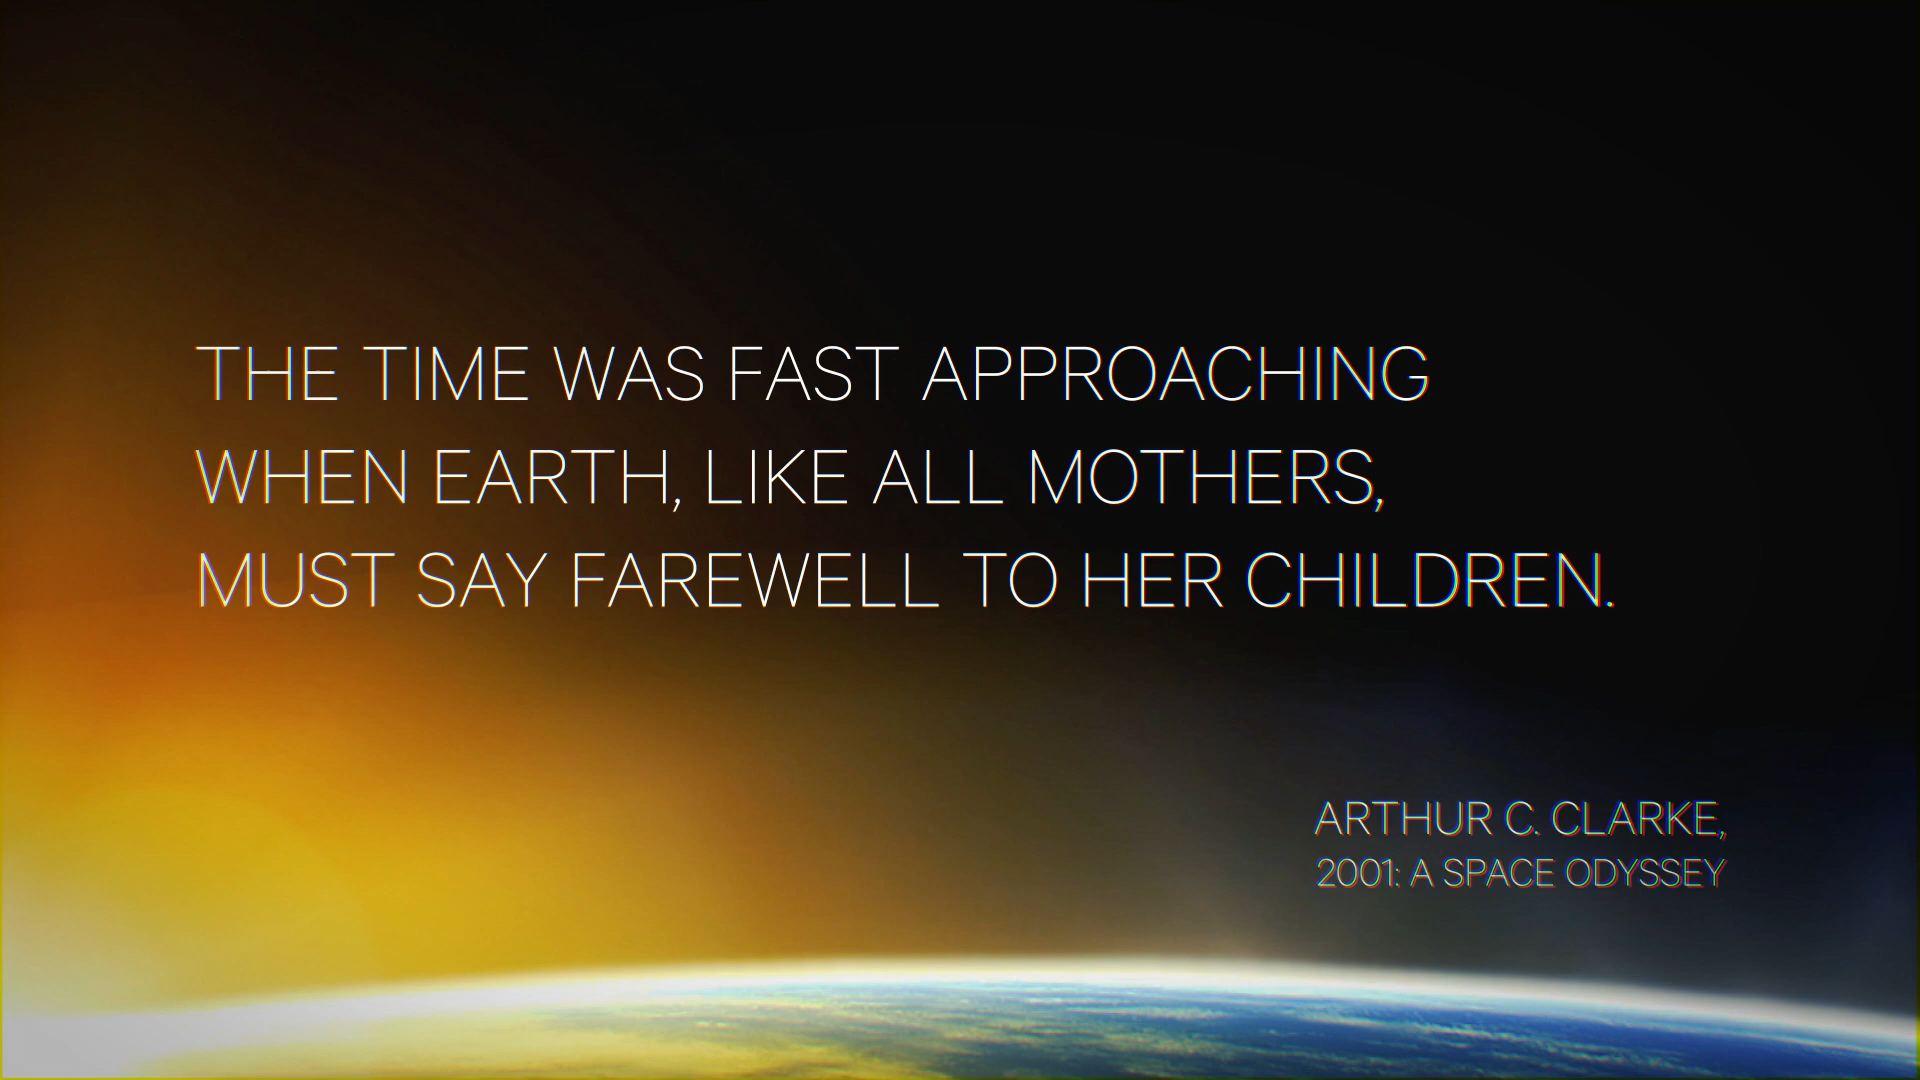 THE TIME WAS FAST APPROACHING
WHEN EARTH, LIKE ALL MOTHERS,
MUST SAY FAREWELL TO HER CHILDREN.
ARTHUR C. CLARKE,
2001: A SPACE ODYSSEY